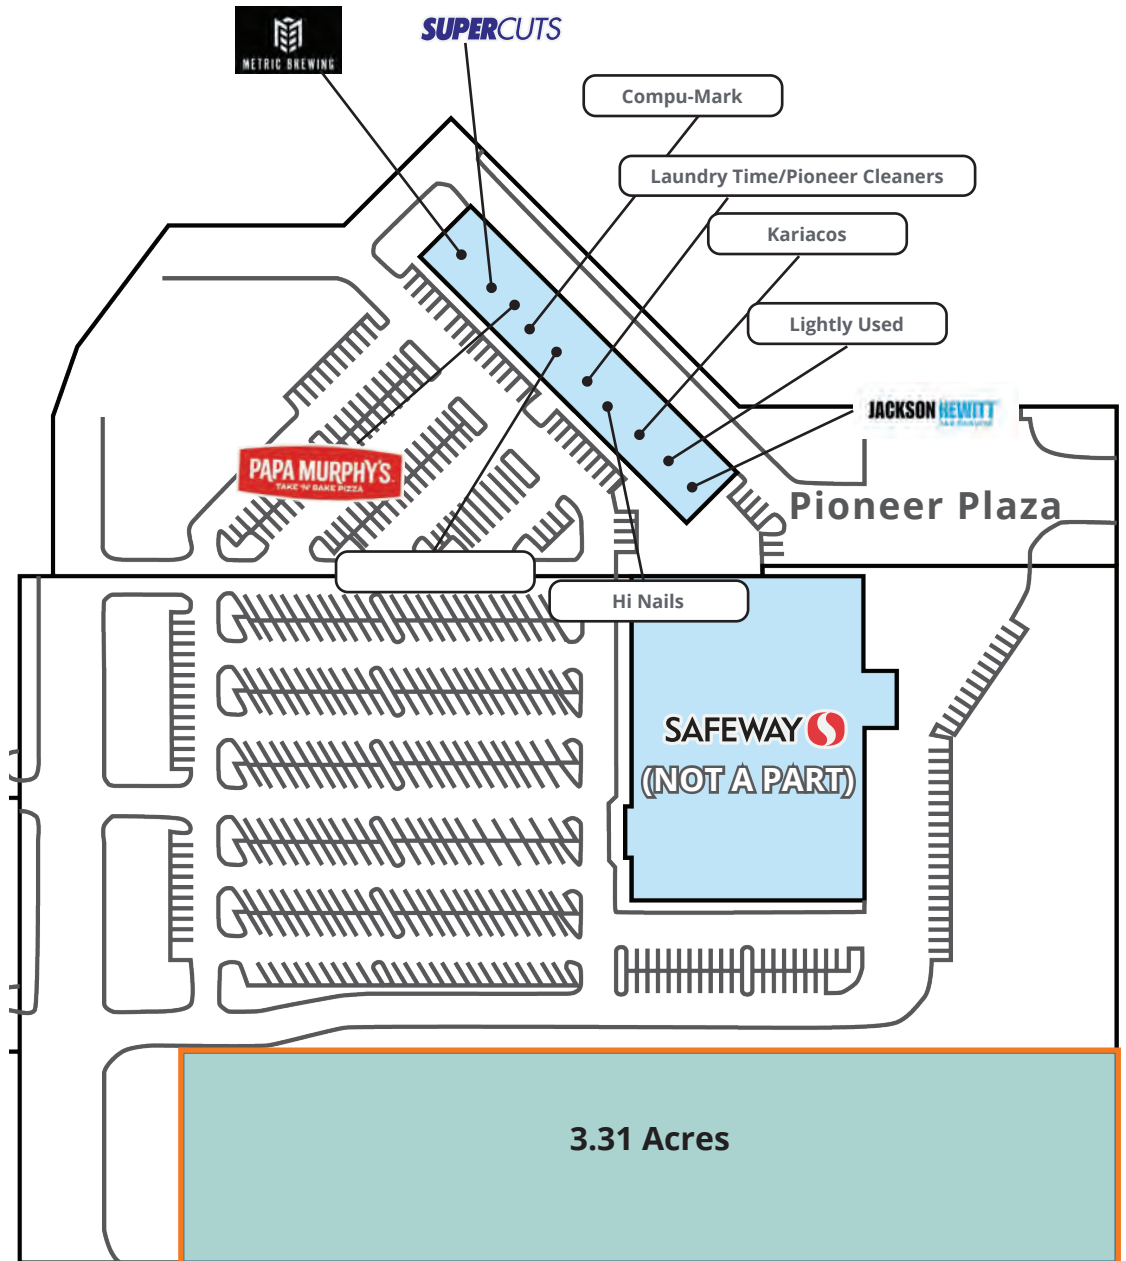 METRIC BREWING
SUPERCUTS
Compu-Mark
Laundry Time/Pioneer Cleaners
Kariacos
Lightly Used
JACKSON HEWITT
PAPA MURPHY'S
TAKE 'N' BAKE PIZZA
Pioneer Plaza
Hi Nails
SAFEWAY
(NOT A PART)
3.31 Acres